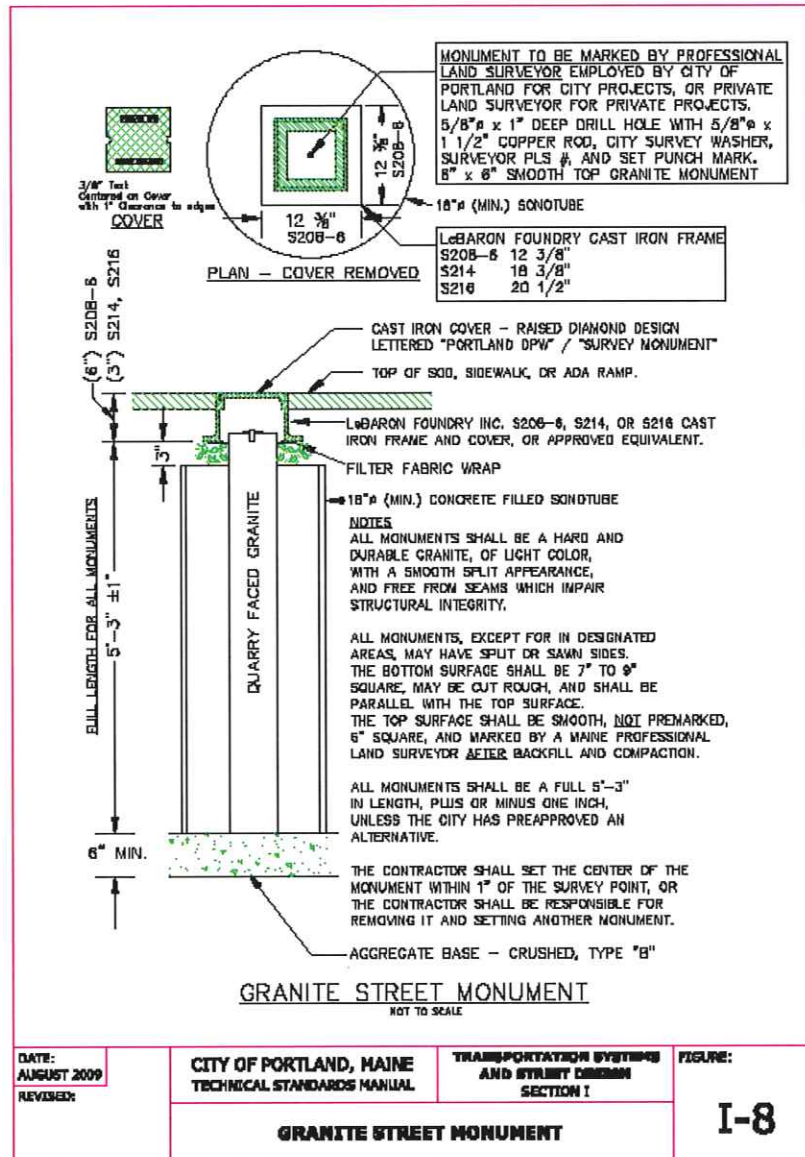 MONUMENT TO BE MARKED BY PROFESSIONAL
LAND SURVEYOR EMPLOYED BY CITY OF
PORTLAND FOR CITY PROJECTS, OR PRIVATE
LAND SURVEYOR FOR PRIVATE PROJECTS.
5/8"ø x 1" DEEP DRILL HOLE WITH 5/8"ø x
1 1/2" COPPER ROD, CITY SURVEY WASHER,
SURVEYOR PLS #, AND SET PUNCH MARK.
6" x 6" SMOOTH TOP GRANITE MONUMENT
3/8" Text
Centered on Cover
with 1" Clearance to edges
COVER
12 3/8"
S208-6
12 3/8"
S208-6
18"ø (MIN.) SONOTUBE
PLAN - COVER REMOVED
LeBARON FOUNDRY CAST IRON FRAME
S208-6 12 3/8"
S214 18 3/8"
S216 20 1/2"
(6") S208-6
(3") S214, S216
CAST IRON COVER - RAISED DIAMOND DESIGN
LETTERED "PORTLAND DPW" / "SURVEY MONUMENT"
TOP OF SOD, SIDEWALK, OR ADA RAMP.
LeBARON FOUNDRY INC. S208-6, S214, OR S216 CAST
IRON FRAME AND COVER, OR APPROVED EQUIVALENT.
3"
FILTER FABRIC WRAP
18"ø (MIN.) CONCRETE FILLED SONOTUBE
FULL LENGTH FOR ALL MONUMENTS
5'-3" ±1"
QUARRY FACED GRANITE
NOTES
ALL MONUMENTS SHALL BE A HARD AND
DURABLE GRANITE, OF LIGHT COLOR,
WITH A SMOOTH SPLIT APPEARANCE,
AND FREE FROM SEAMS WHICH IMPAIR
STRUCTURAL INTEGRITY.
ALL MONUMENTS, EXCEPT FOR IN DESIGNATED
AREAS, MAY HAVE SPLIT OR SAWN SIDES.
THE BOTTOM SURFACE SHALL BE 7" TO 9"
SQUARE, MAY BE CUT ROUGH, AND SHALL BE
PARALLEL WITH THE TOP SURFACE.
THE TOP SURFACE SHALL BE SMOOTH, NOT PREMARKED,
6" SQUARE, AND MARKED BY A MAINE PROFESSIONAL
LAND SURVEYOR AFTER BACKFILL AND COMPACTION.
ALL MONUMENTS SHALL BE A FULL 5'-3"
IN LENGTH, PLUS OR MINUS ONE INCH,
UNLESS THE CITY HAS PREAPPROVED AN
ALTERNATIVE.
6" MIN.
THE CONTRACTOR SHALL SET THE CENTER OF THE
MONUMENT WITHIN 1" OF THE SURVEY POINT, OR
THE CONTRACTOR SHALL BE RESPONSIBLE FOR
REMOVING IT AND SETTING ANOTHER MONUMENT.
AGGREGATE BASE - CRUSHED, TYPE "B"
GRANITE STREET MONUMENT
NOT TO SCALE
DATE:
AUGUST 2009
REVISED:
CITY OF PORTLAND, MAINE
TECHNICAL STANDARDS MANUAL
TRANSPORTATION SYSTEMS
AND STREET DESIGN
SECTION I
FIGURE:
I-8
GRANITE STREET MONUMENT